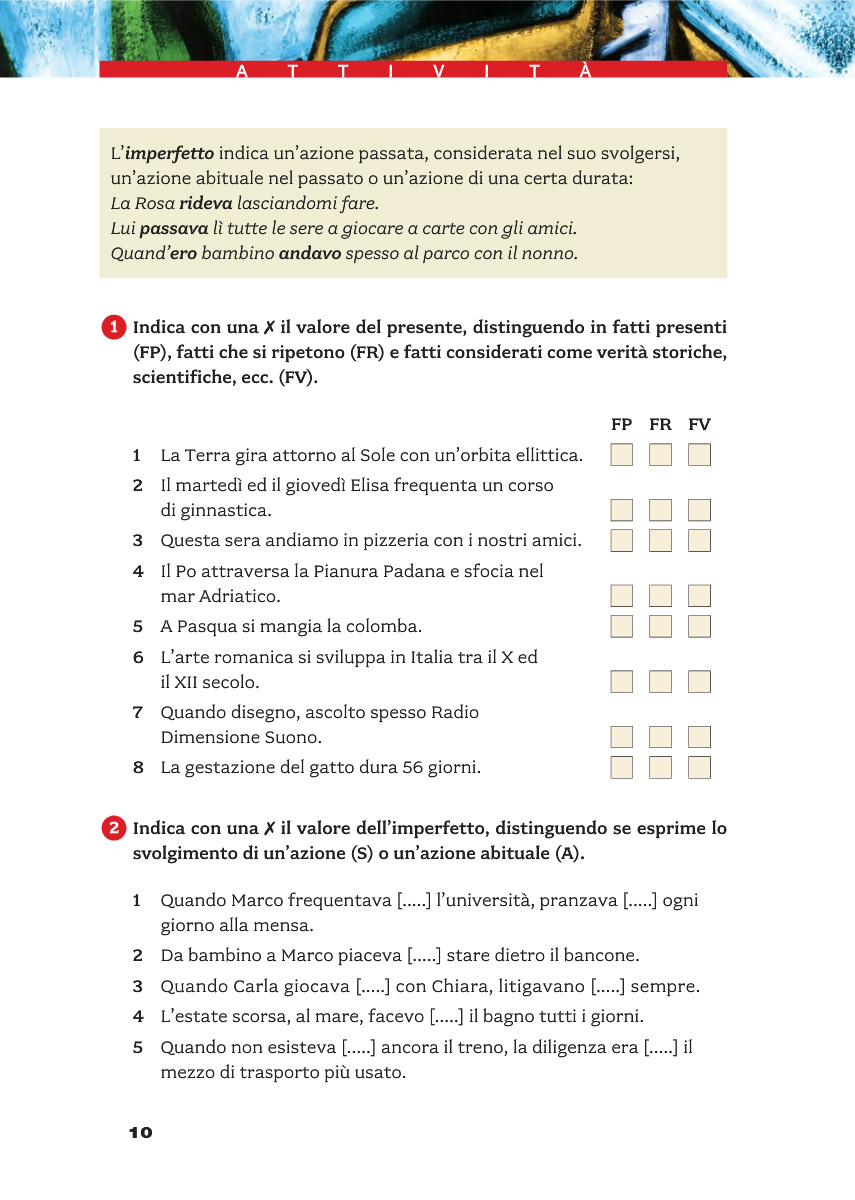 ATTIVITÀ
L’imperfetto indica un’azione passata, considerata nel suo svolgersi,
un’azione abituale nel passato o un’azione di una certa durata:
La Rosa rideva lasciandomi fare.
Lui passava lì tutte le sere a giocare a carte con gli amici.
Quand’ero bambino andavo spesso al parco con il nonno.
1 Indica con una ✗ il valore del presente, distinguendo in fatti presenti
(FP), fatti che si ripetono (FR) e fatti considerati come verità storiche,
scientifiche, ecc. (FV).
FP FR FV
1 La Terra gira attorno al Sole con un’orbita ellittica.
2 Il martedì ed il giovedì Elisa frequenta un corso
di ginnastica.
3 Questa sera andiamo in pizzeria con i nostri amici.
4 Il Po attraversa la Pianura Padana e sfocia nel
mar Adriatico.
5 A Pasqua si mangia la colomba.
6 L’arte romanica si sviluppa in Italia tra il X ed
il XII secolo.
7 Quando disegno, ascolto spesso Radio
Dimensione Suono.
8 La gestazione del gatto dura 56 giorni.
2 Indica con una ✗ il valore dell’imperfetto, distinguendo se esprime lo
svolgimento di un’azione (S) o un’azione abituale (A).
1 Quando Marco frequentava [.....] l’università, pranzava [.....] ogni
giorno alla mensa.
2 Da bambino a Marco piaceva [.....] stare dietro il bancone.
3 Quando Carla giocava [.....] con Chiara, litigavano [.....] sempre.
4 L’estate scorsa, al mare, facevo [.....] il bagno tutti i giorni.
5 Quando non esisteva [.....] ancora il treno, la diligenza era [.....] il
mezzo di trasporto più usato.
10